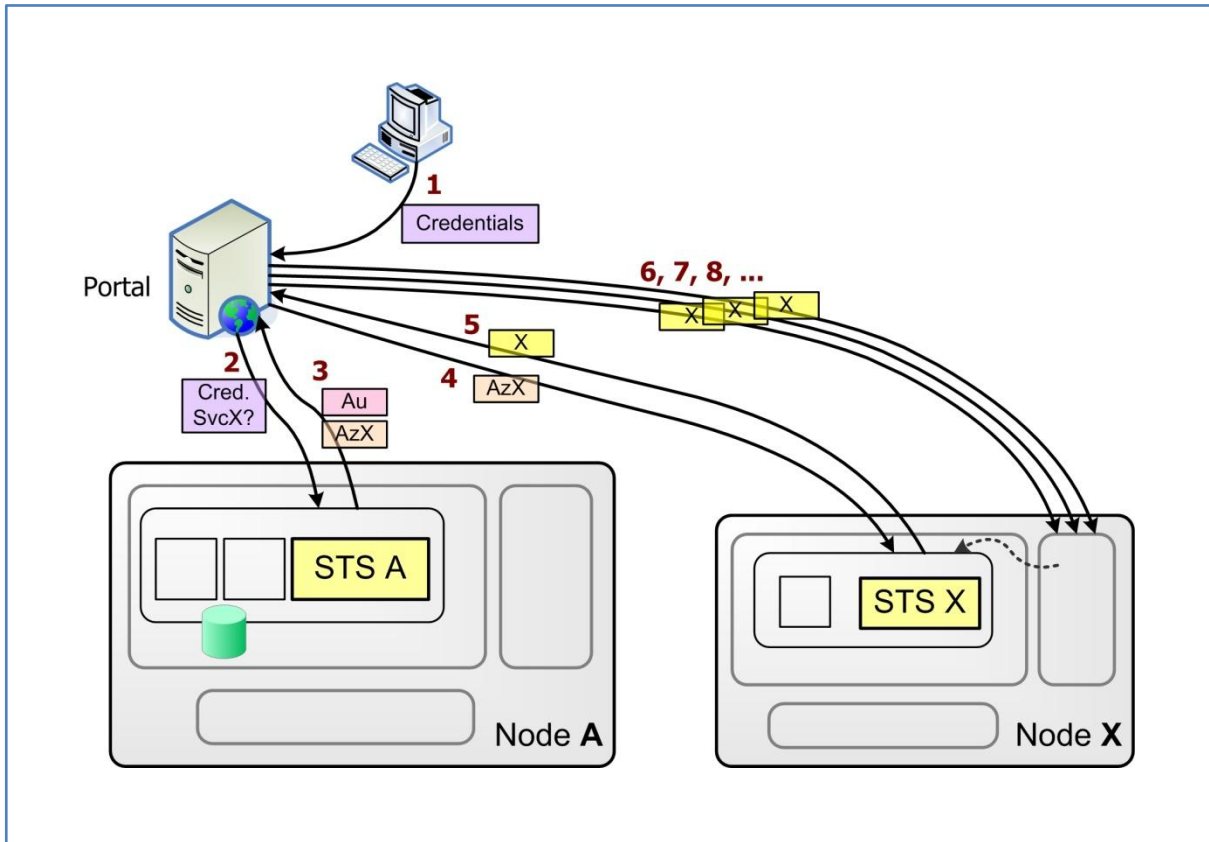 1
Credentials
Portal
6, 7, 8, ...
X
X
X
5
X
4
AzX
2
Cred.
SvcX?
3
Au
AzX
STS A
Node A
STS X
Node X